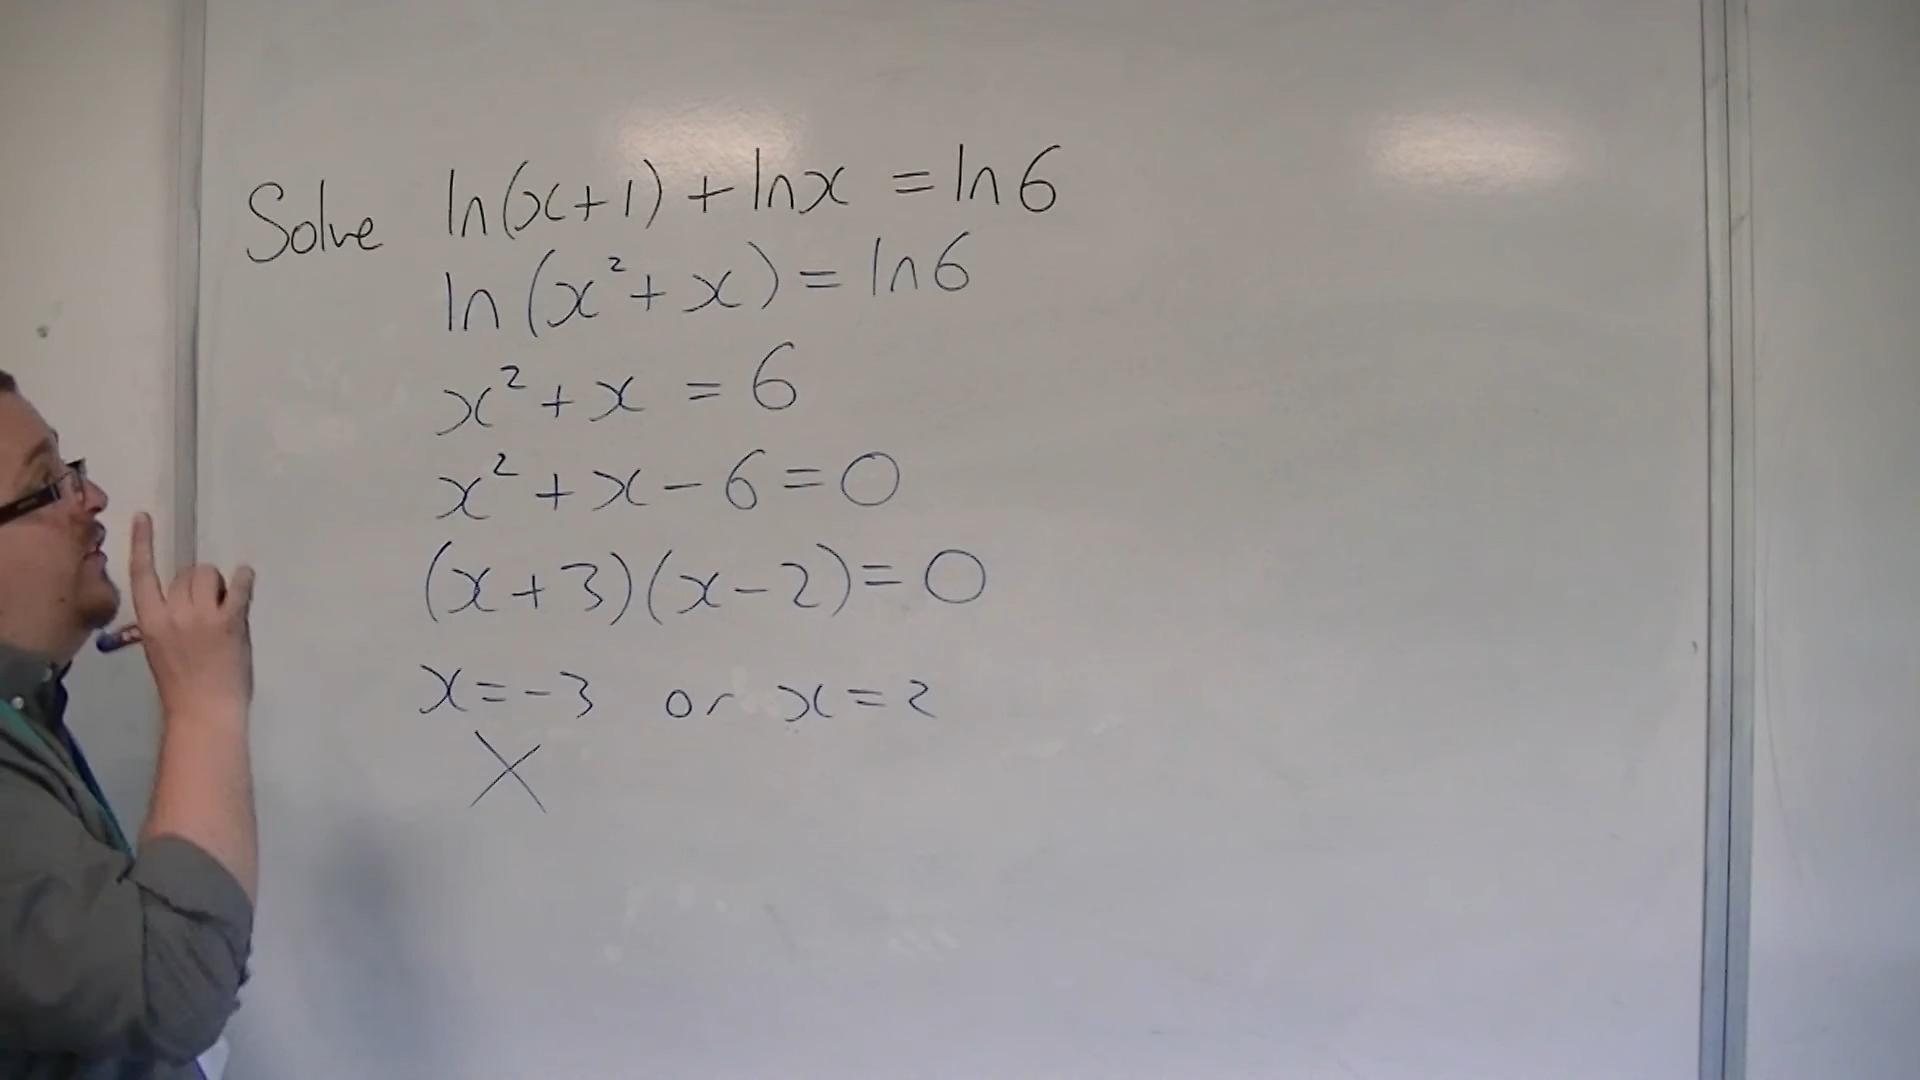 Solve ln(x+1) + lnx = ln6
ln(x²+x) = ln6
x²+x = 6
x²+x-6=0
(x+3)(x-2)=0
x=-3 or x=2
X